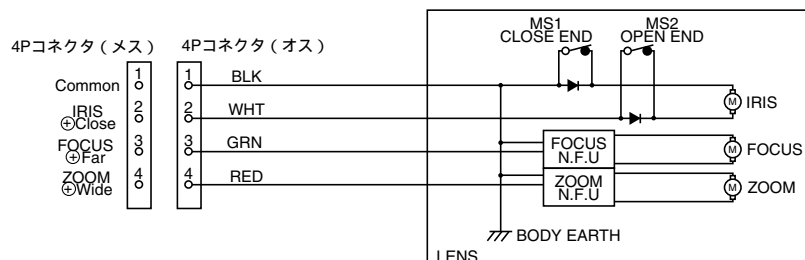 MS1
CLOSE END
MS2
OPEN END
4Pコネクタ(メス)
4Pコネクタ(オス)
Common
1
1
BLK
IRIS
⊕Close
2
2
WHT
M
IRIS
FOCUS
⊕Far
3
3
GRN
FOCUS
N.F.U
M
FOCUS
ZOOM
⊕Wide
4
4
RED
ZOOM
N.F.U
M
ZOOM
BODY EARTH
LENS